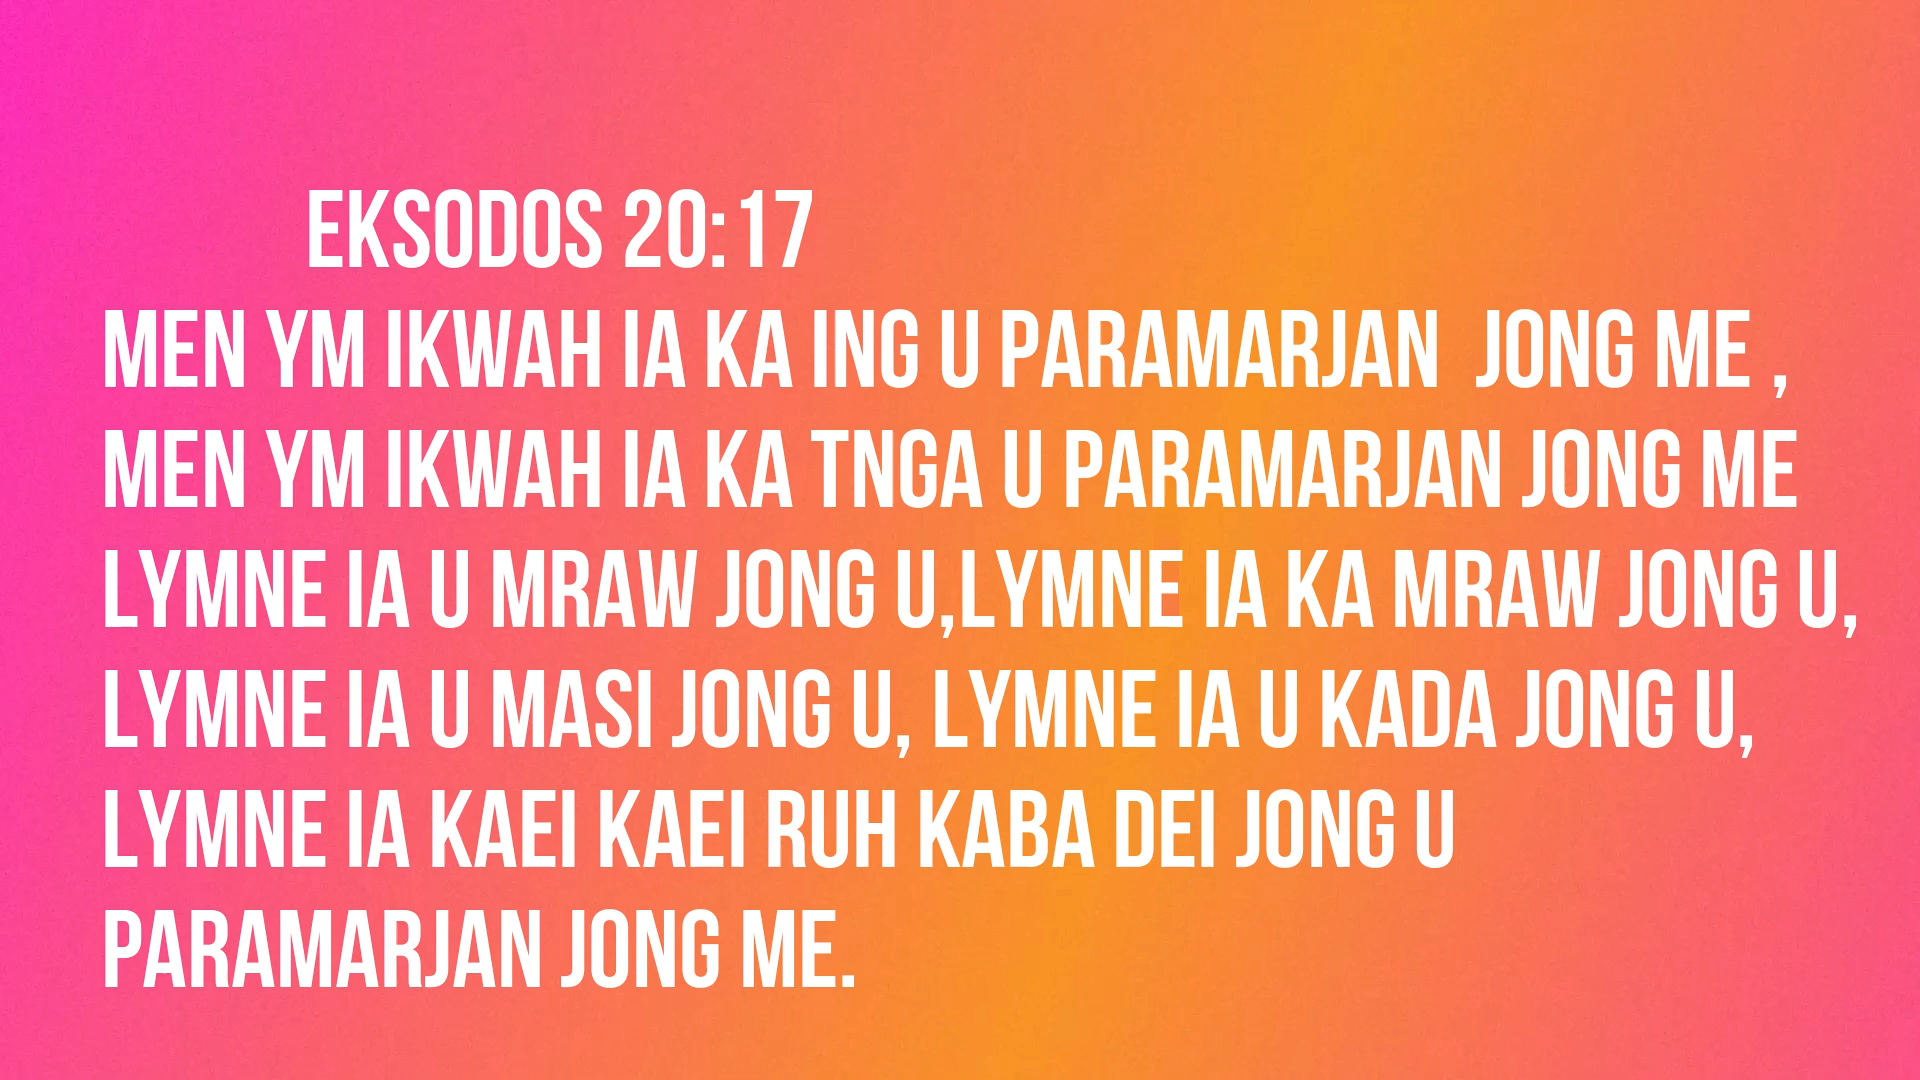 EKSODOS 20:17
MEN YM IKWAH IA KA ING U PARAMARJAN  JONG ME ,
MEN YM IKWAH IA KA TNGA U PARAMARJAN JONG ME
LYMNE IA U MRAW JONG U,LYMNE IA KA MRAW JONG U,
LYMNE IA U MASI JONG U, LYMNE IA U KADA JONG U,
LYMNE IA KAEI KAEI RUH KABA DEI JONG U
PARAMARJAN JONG ME.